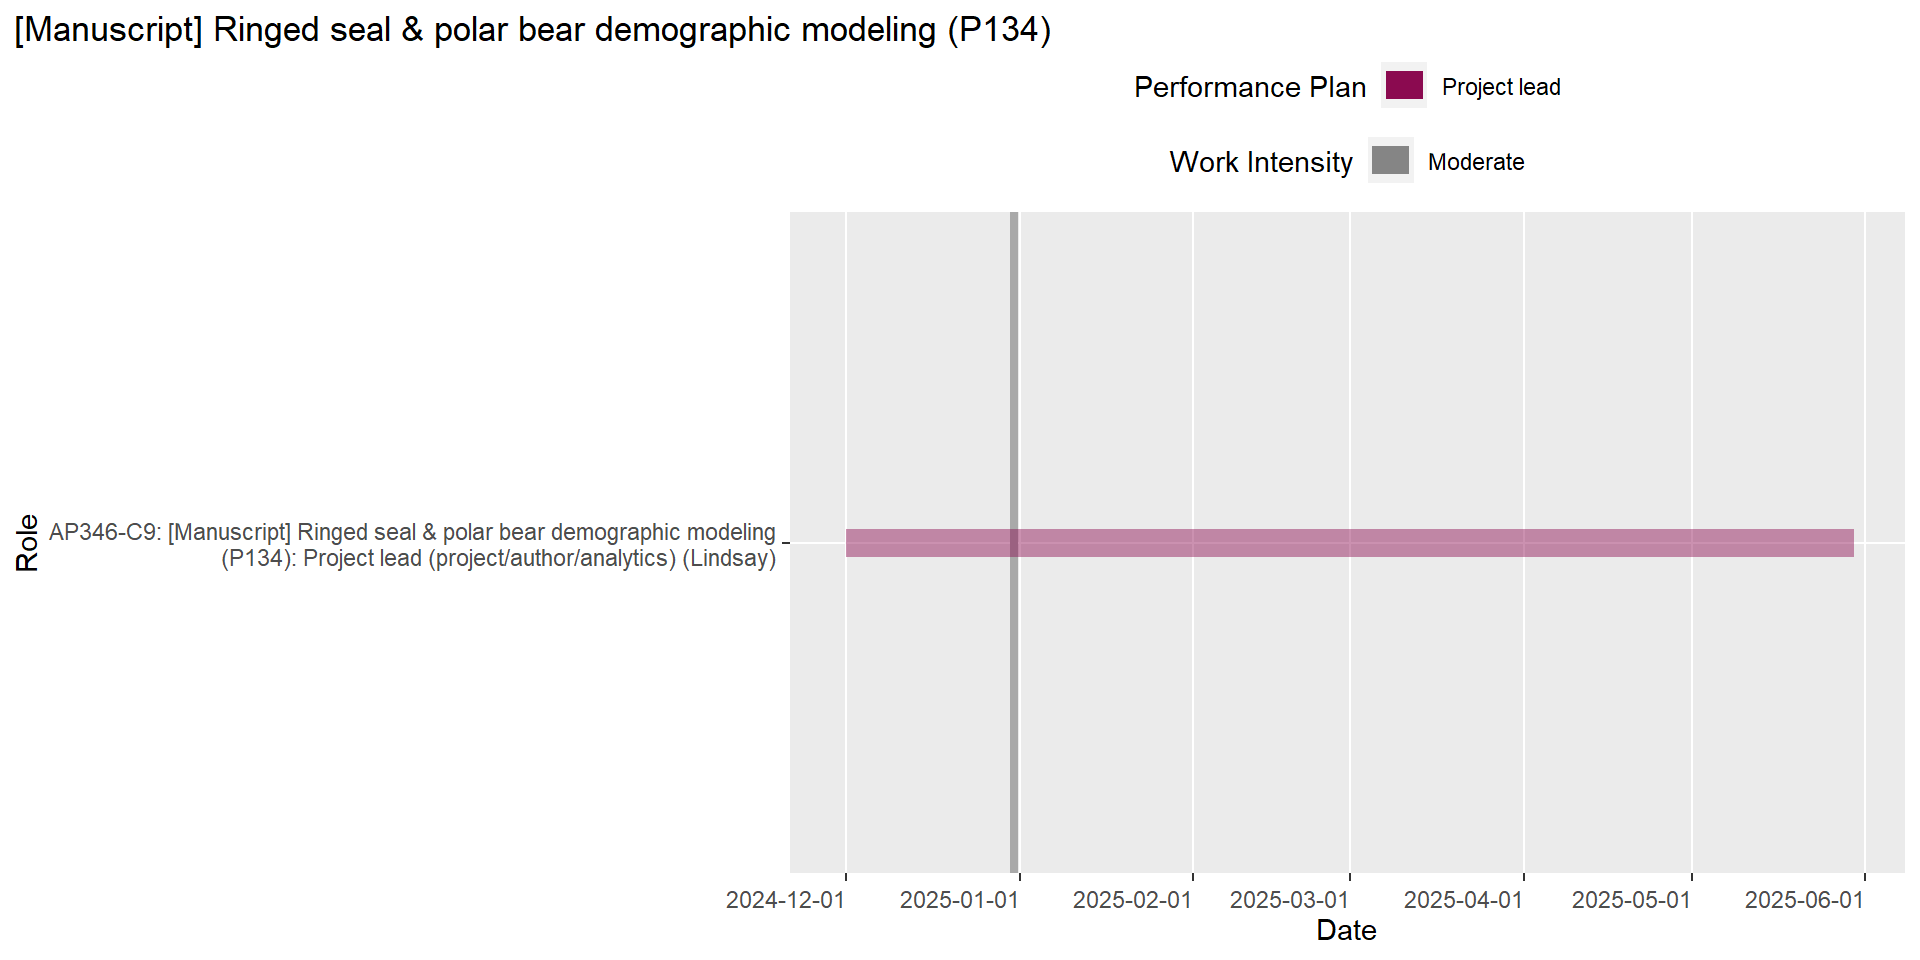 [Manuscript] Ringed seal & polar bear demographic modeling (P134)
Performance Plan Project lead
Work Intensity Moderate
Role
AP346-C9: [Manuscript] Ringed seal & polar bear demographic modeling
(P134): Project lead (project/author/analytics) (Lindsay)
2024-12-01 2025-01-01 2025-02-01 2025-03-01 2025-04-01 2025-05-01 2025-06-01
Date